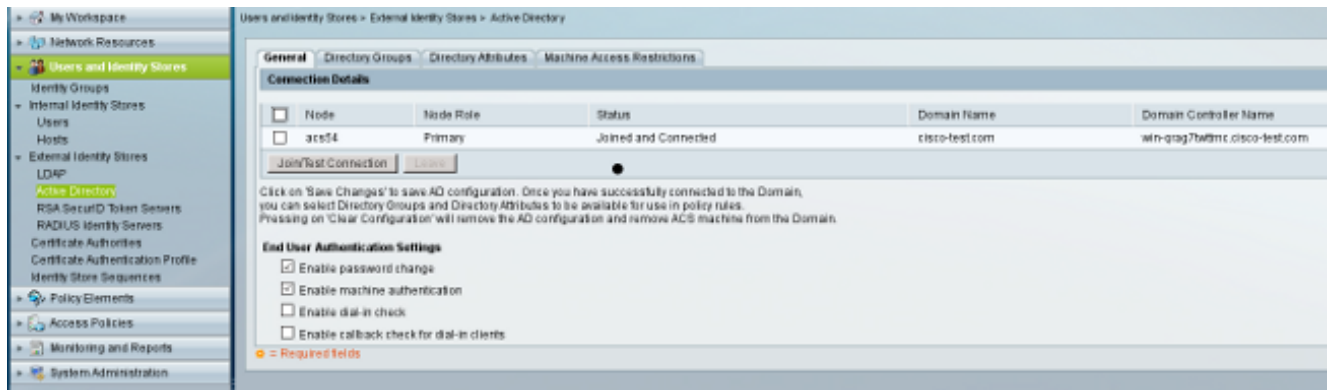 My Workspace
Network Resources
Users and Identity Stores
Identity Groups
Internal Identity Stores
Users
Hosts
External Identity Stores
LDAP
Active Directory
RSA SecurID Token Servers
RADIUS Identity Servers
Certificate Authorities
Certificate Authentication Profile
Identity Store Sequences
Policy Elements
Access Policies
Monitoring and Reports
System Administration
Users and Identity Stores > External Identity Stores > Active Directory
General Directory Groups Directory Attributes Machine Access Restrictions
Connection Details
Node Node Role Status Domain Name Domain Controller Name
acs54 Primary Joined and Connected cisco-test.com
Join/Test Connection Leave
Click on 'Save Changes' to save AD configuration. Once you have successfully connected to the Domain,
you can select Directory Groups and Directory Attributes to be available for use in policy rules.
Pressing on 'Clear Configuration' will remove the AD configuration and remove ACS machine from the Domain.
End User Authentication Settings
Enable password change
Enable machine authentication
Enable dial-in check
Enable callback check for dial-in clients
= Required fields